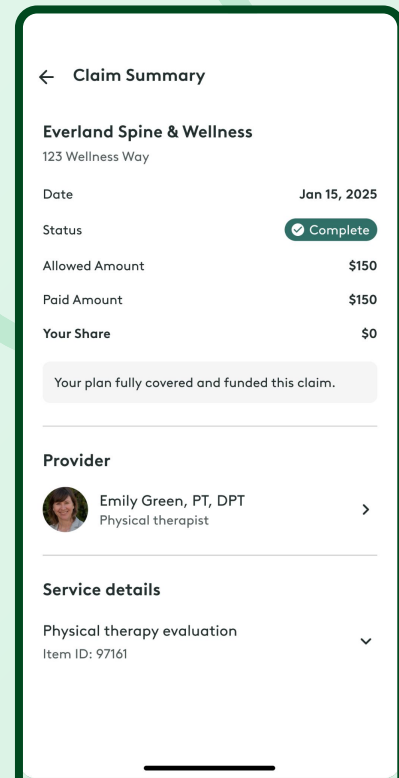 Claim Summary
Everland Spine & Wellness
123 Wellness Way
Date Jan 15, 2025
Status Complete
Allowed Amount $150
Paid Amount $150
Your Share $0
Your plan fully covered and funded this claim.
Provider
Emily Green, PT, DPT
Physical therapist
Service details
Physical therapy evaluation
Item ID: 97161